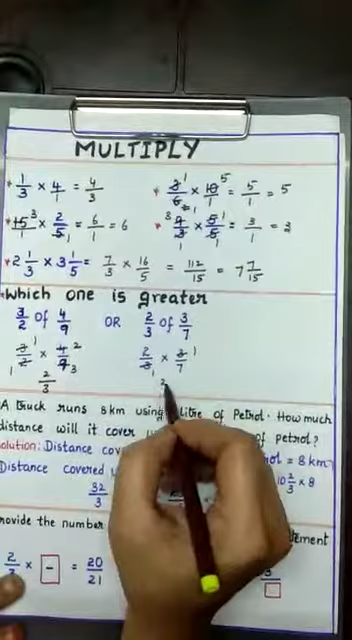 MULTIPLY
* 1/3 × 4/1 = 4/3
* 3/6 × 10/1 = 5/1 = 5
* 15/1 × 2/5 = 6/1 = 6
* 9/3 × 5/5 = 3/1 = 3
* 2 1/3 × 3 1/5 = 7/3 × 16/5 = 112/15 = 7 7/15
Which one is greater
3/2 of 4/9 OR 2/3 of 3/7
3/2 × 4/9 2/3 × 3/7
2/3 2
A truck runs 8 km using litre of Petrol. How much
distance will it cover of petrol?
Solution: Distance cove = 8 km
Distance covered 10 2/3 × 8
32/3
rovide the number ement
2/ × - = 20/21